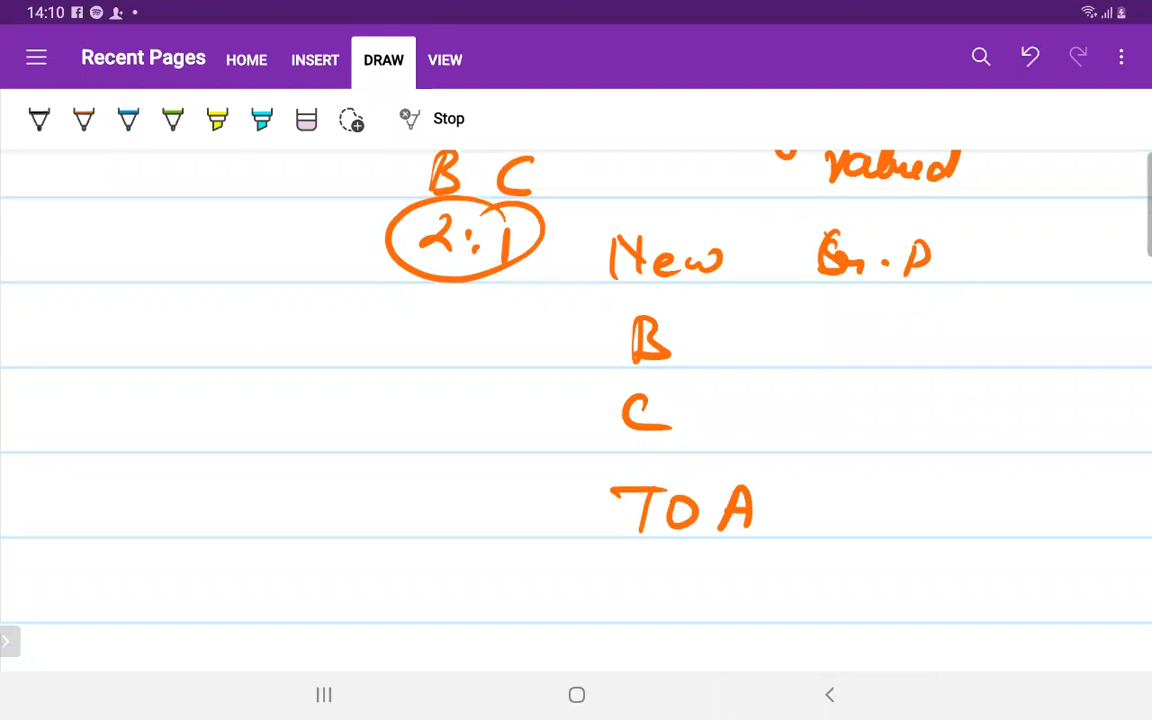 14:10
Recent Pages HOME INSERT DRAW VIEW
Stop
B C valued
2:1
New
B
C
TO A